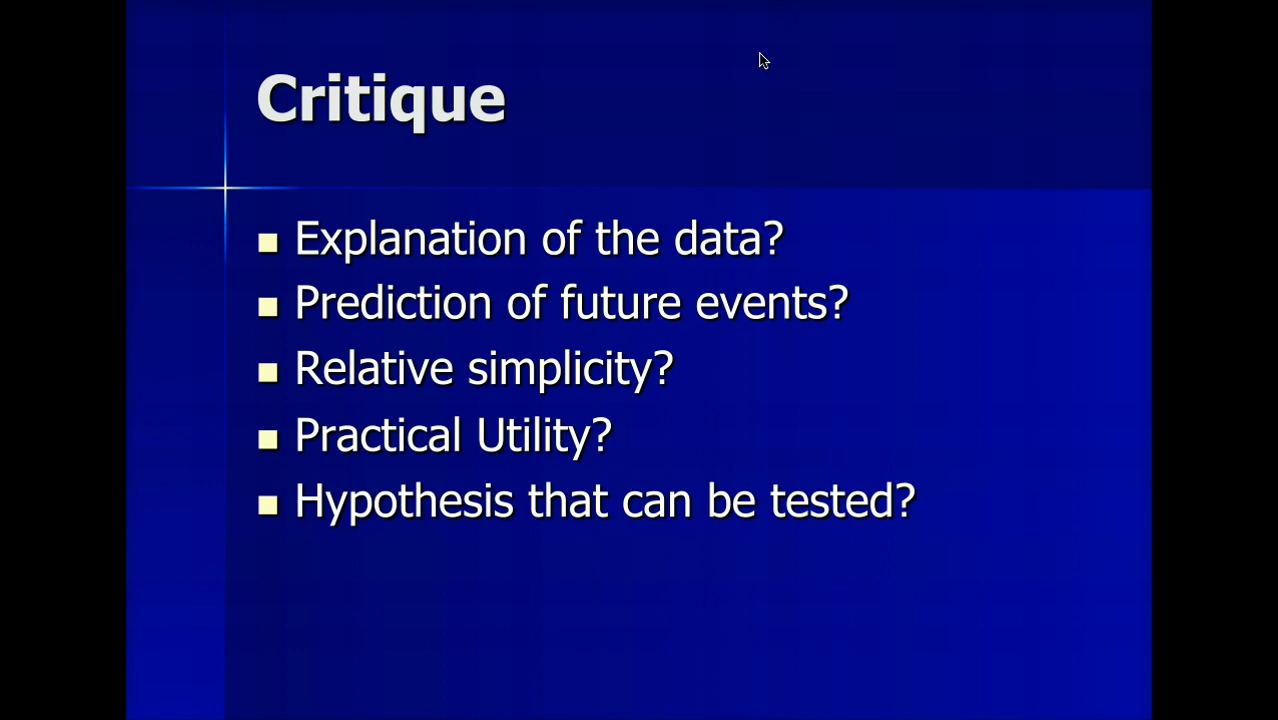 Critique
Explanation of the data?
Prediction of future events?
Relative simplicity?
Practical Utility?
Hypothesis that can be tested?